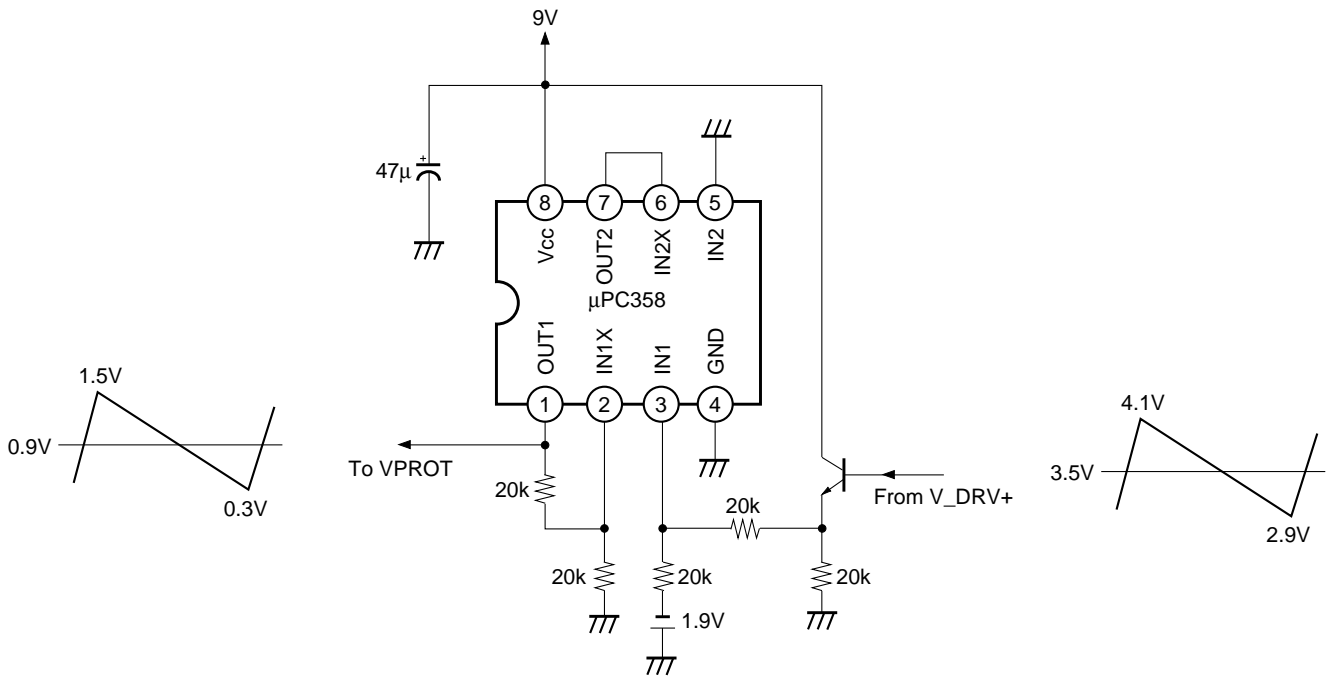 9V
47μ
+
8
7
6
5
Vcc
OUT2
IN2X
IN2
μPC358
OUT1
IN1X
IN1
GND
1
2
3
4
1.5V
0.9V
0.3V
To VPROT
20k
20k
20k
1.9V
20k
20k
From V_DRV+
4.1V
3.5V
2.9V